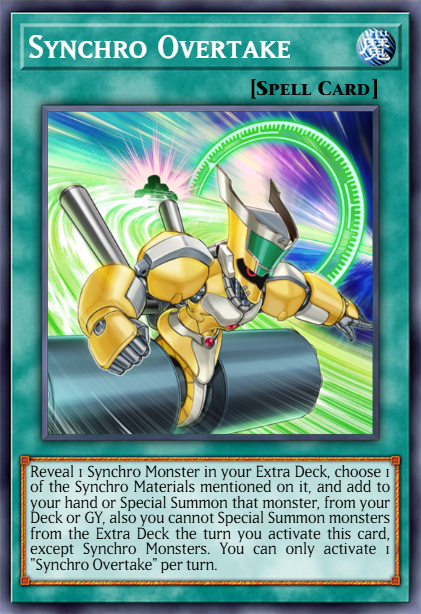 Synchro Overtake
魔
[Spell Card]
Reveal 1 Synchro Monster in your Extra Deck, choose 1
of the Synchro Materials mentioned on it, and add to
your hand or Special Summon that monster, from your
Deck or GY, also you cannot Special Summon monsters
from the Extra Deck the turn you activate this card,
except Synchro Monsters. You can only activate 1
"Synchro Overtake" per turn.